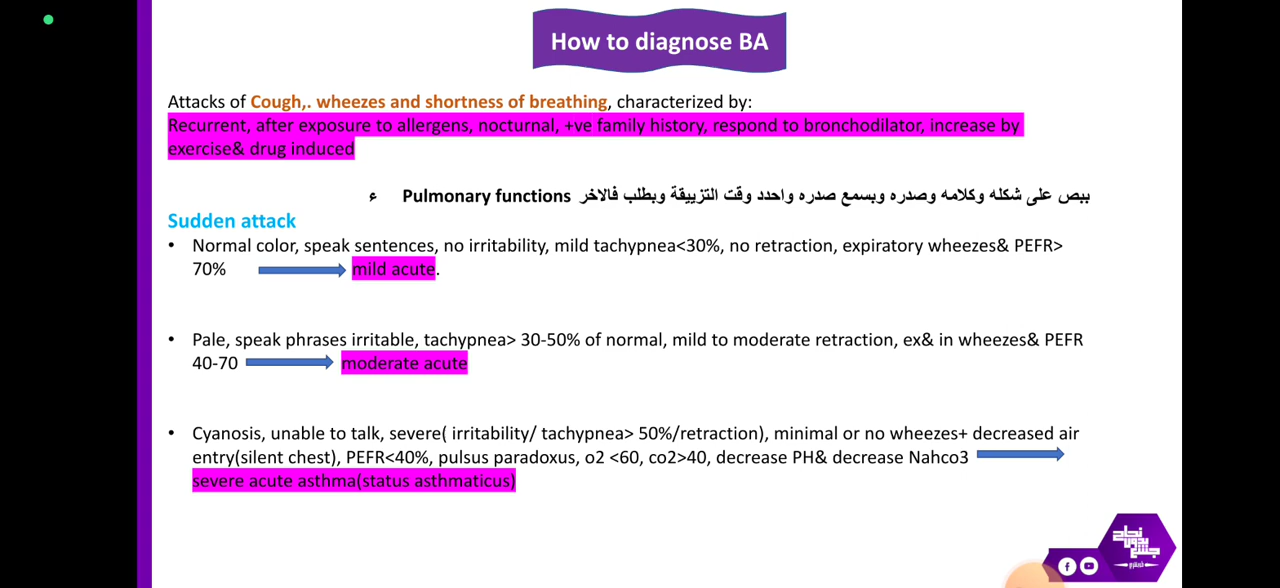 How to diagnose BA
Attacks of Cough,. wheezes and shortness of breathing, characterized by:
Recurrent, after exposure to allergens, nocturnal, +ve family history, respond to bronchodilator, increase by
exercise& drug induced
ببص على شكله وكلامه وصدره وبسمع صدره واحدد وقت التزييقة وبطلب فالاخر Pulmonary functions ء
Sudden attack
• Normal color, speak sentences, no irritability, mild tachypnea<30%, no retraction, expiratory wheezes& PEFR>
70% mild acute.
• Pale, speak phrases irritable, tachypnea> 30-50% of normal, mild to moderate retraction, ex& in wheezes& PEFR
40-70 moderate acute
• Cyanosis, unable to talk, severe( irritability/ tachypnea> 50%/retraction), minimal or no wheezes+ decreased air
entry(silent chest), PEFR<40%, pulsus paradoxus, o2 <60, co2>40, decrease PH& decrease Nahco3
severe acute asthma(status asthmaticus)